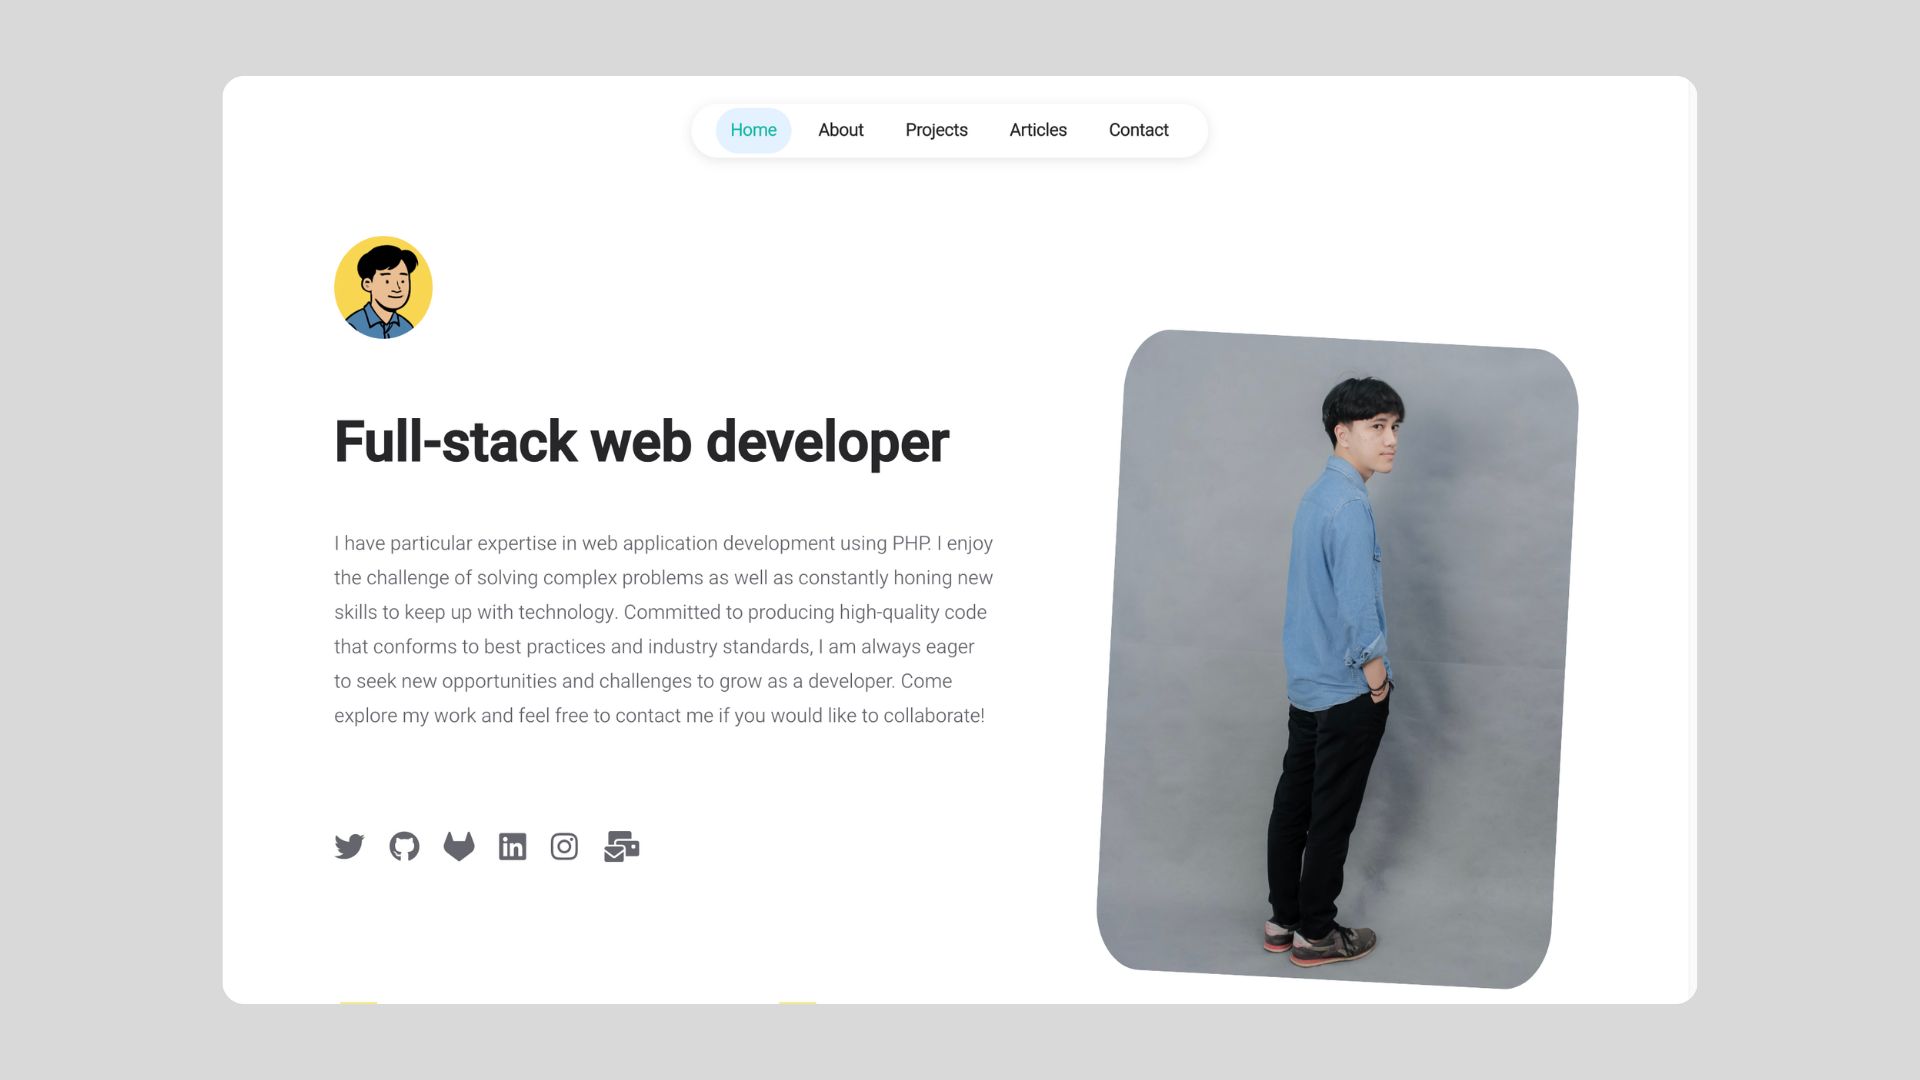 Home About Projects Articles Contact
Full-stack web developer
I have particular expertise in web application development using PHP. I enjoy
the challenge of solving complex problems as well as constantly honing new
skills to keep up with technology. Committed to producing high-quality code
that conforms to best practices and industry standards, I am always eager
to seek new opportunities and challenges to grow as a developer. Come
explore my work and feel free to contact me if you would like to collaborate!